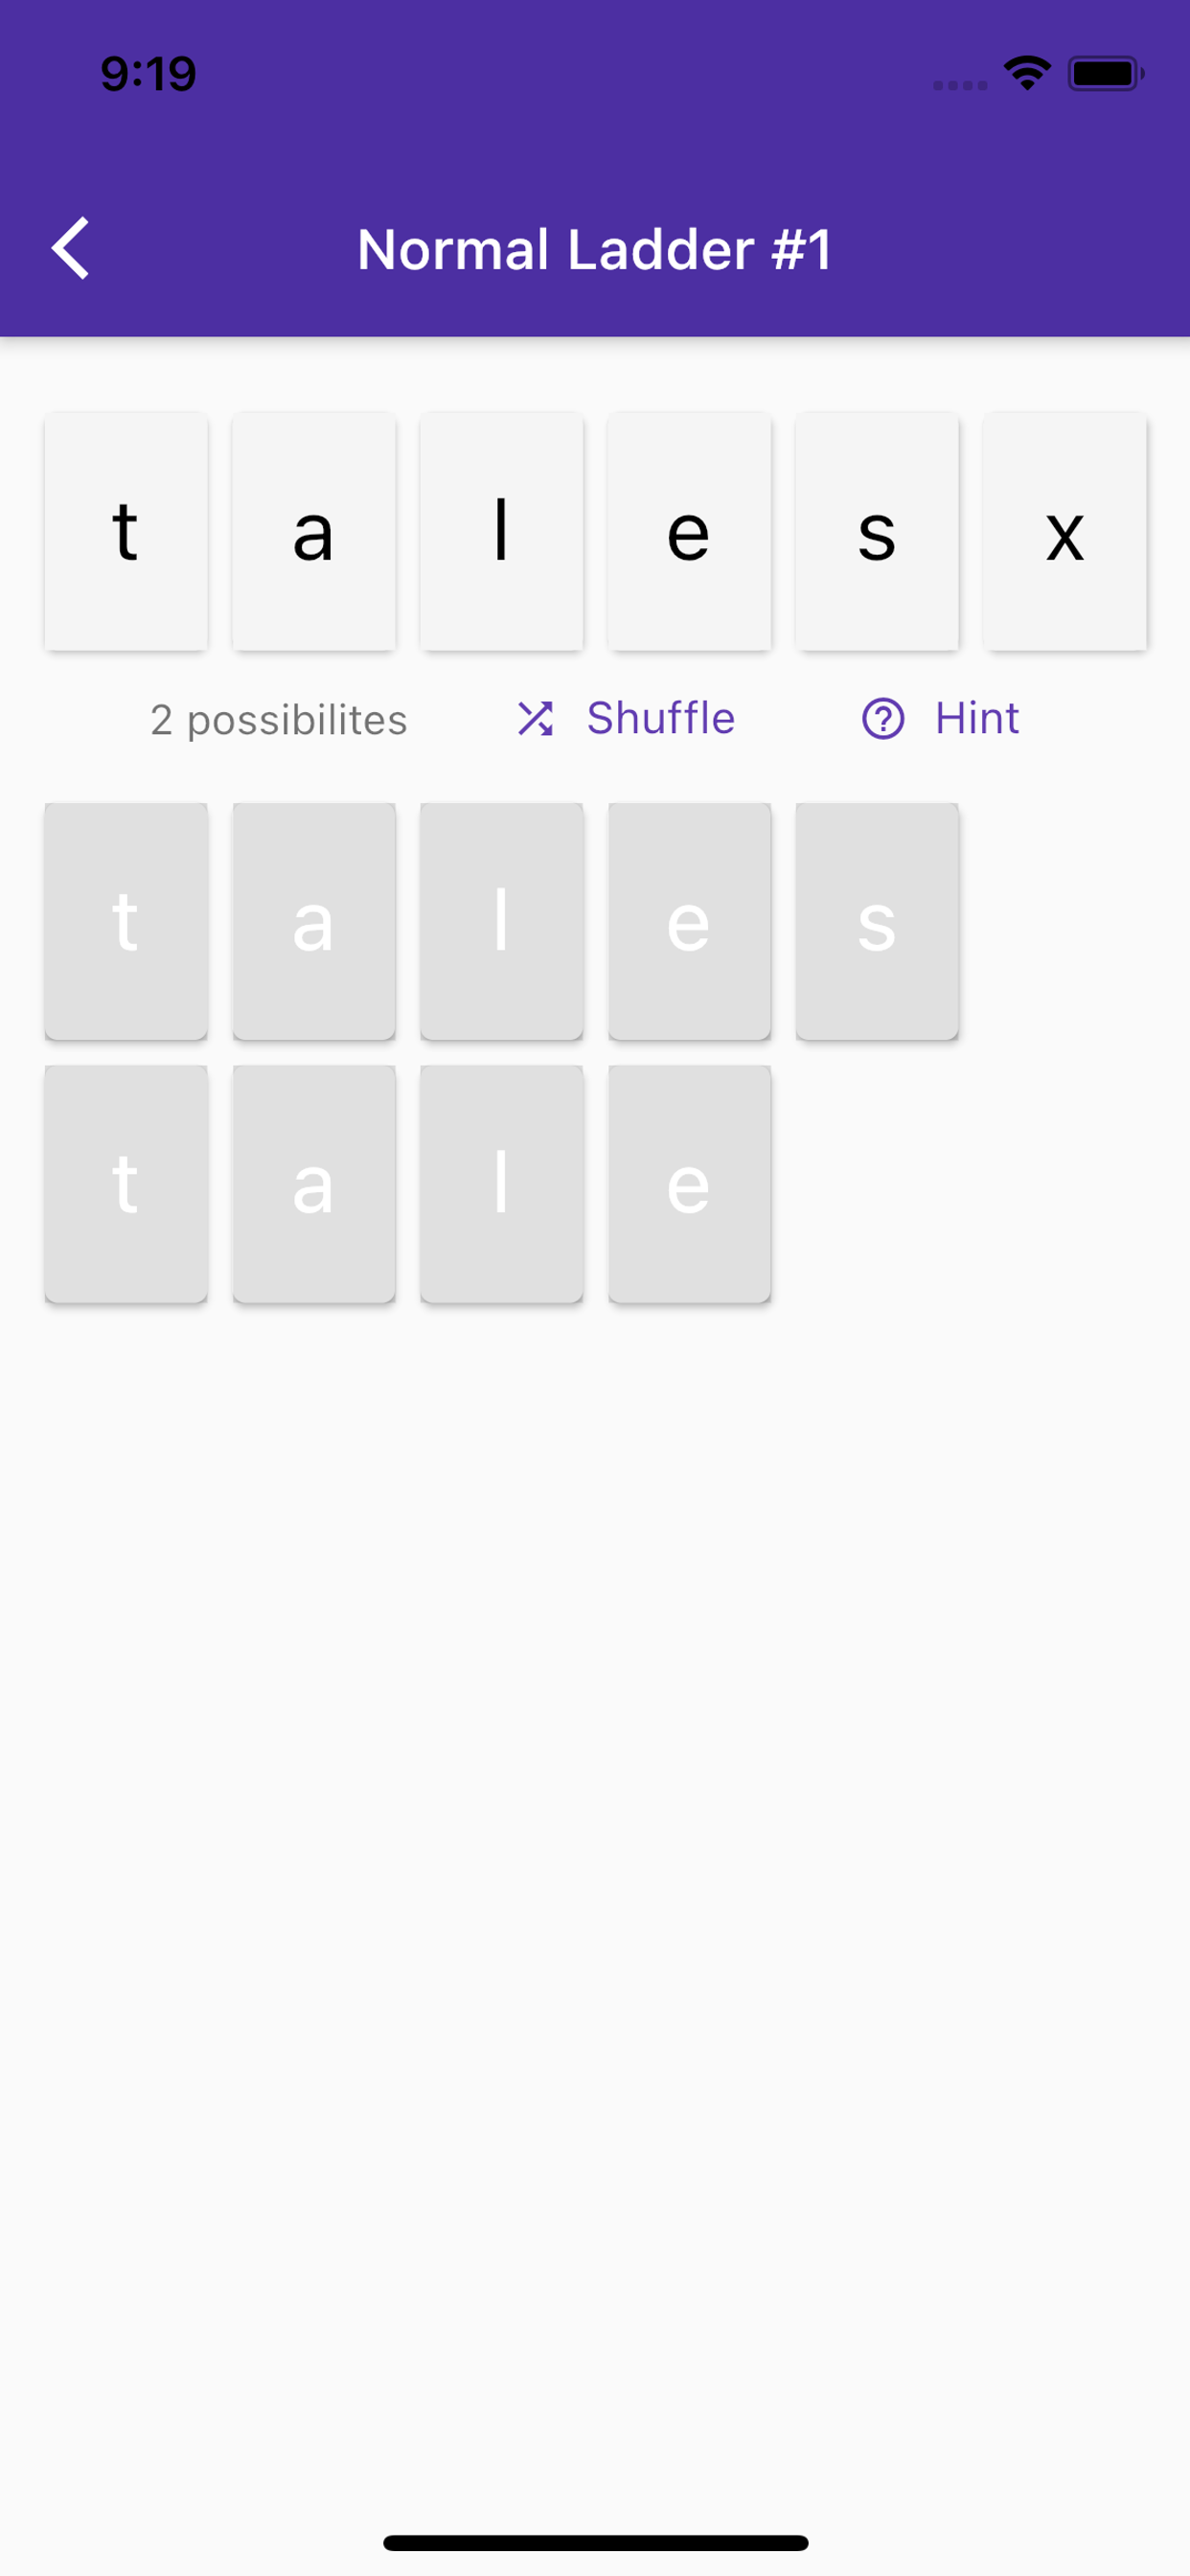 9:19
Normal Ladder #1
t a l e s x
2 possibilites Shuffle Hint
t a l e s
t a l e